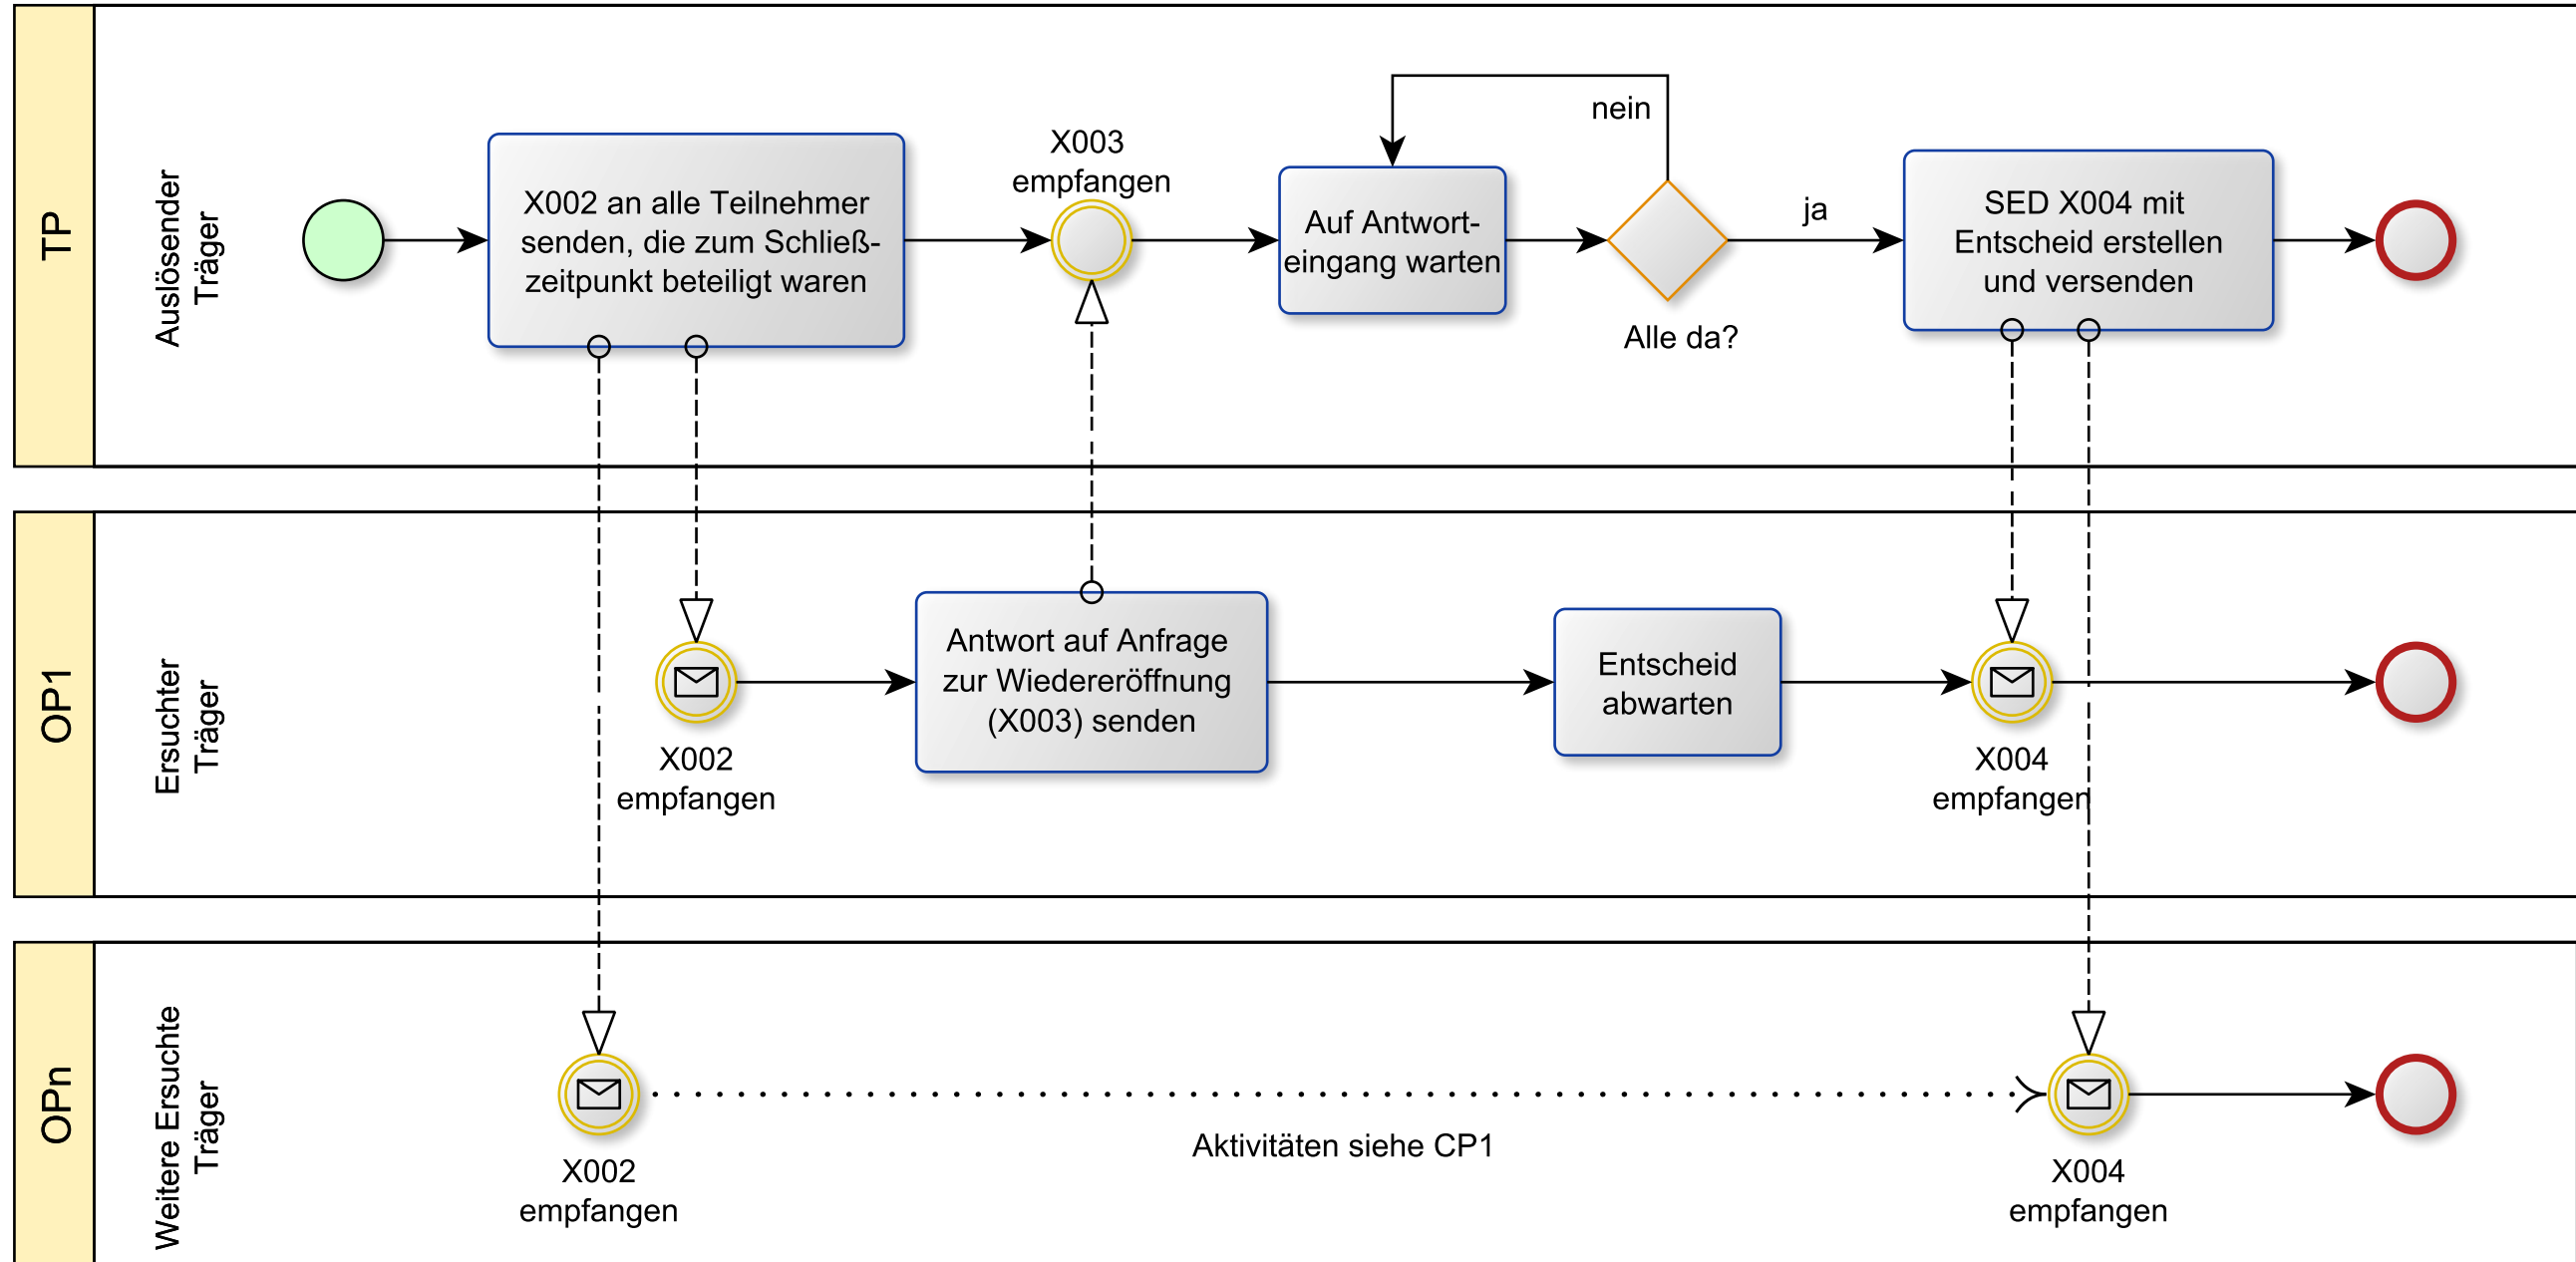 TP
Auslösender
Träger
X002 an alle Teilnehmer
senden, die zum Schließ-
zeitpunkt beteiligt waren
X003
empfangen
Auf Antwort-
eingang warten
nein
Alle da?
ja
SED X004 mit
Entscheid erstellen
und versenden
OP1
Ersuchter
Träger
X002
empfangen
Antwort auf Anfrage
zur Wiedereröffnung
(X003) senden
Entscheid
abwarten
X004
empfangen
OPn
Weitere Ersuchte
Träger
X002
empfangen
Aktivitäten siehe CP1
X004
empfangen